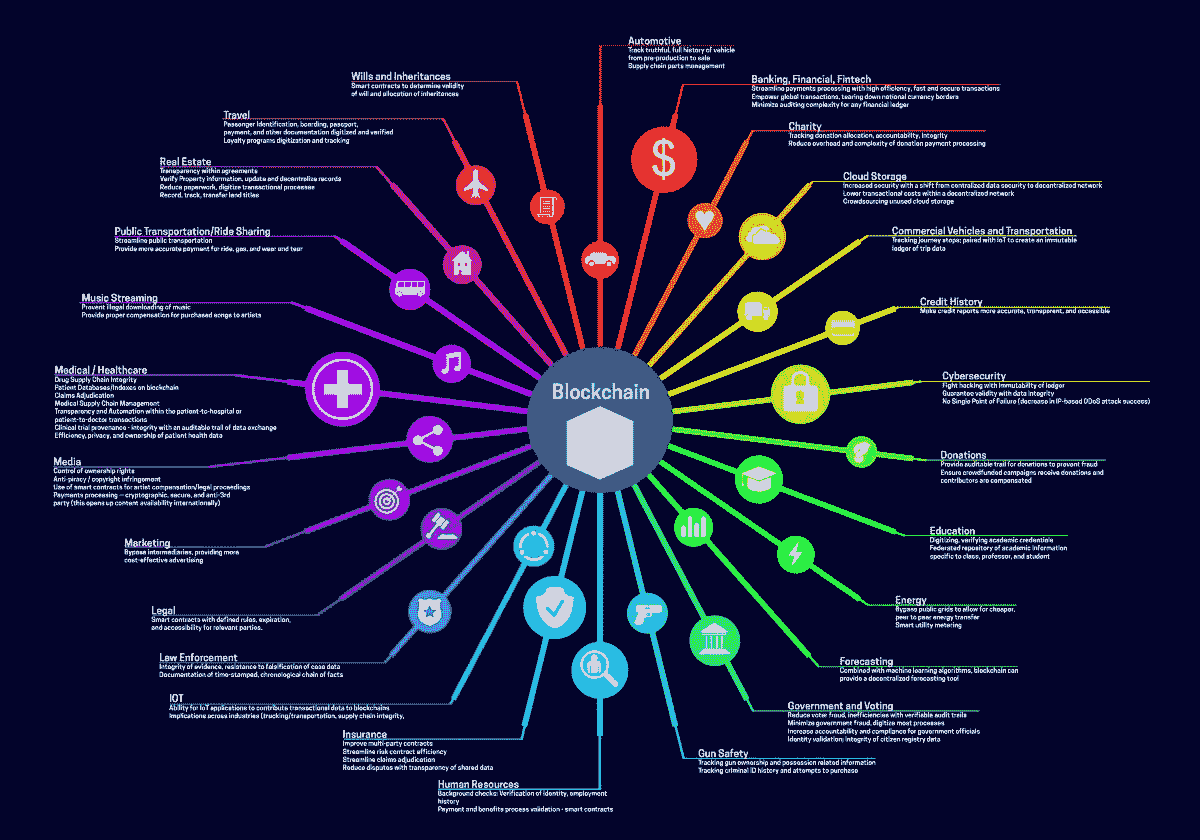 Automotive
Track truthful, full history of vehicle
from pre-production to sale
Supply chain parts management
Banking, Financial, Fintech
Streamlining payments processing with high efficiency, fast and secure transactions
Empower global transactions, tearing down national currency borders
Minimize auditing complexity for any financial ledger
Charity
Tracking donation allocation, accountability, integrity
Reduce overhead and complexity of donation payment processing
Cloud Storage
Increased security with a shift from centralized data security to decentralized network
Lower transactional costs within a decentralized network
Crowdsourcing unused cloud storage
Commercial Vehicles and Transportation
Tracking journey stops; paired with IoT to create an immutable
ledger of trip data
Credit History
Make credit reports more accurate, transparent, and accessible
Cybersecurity
Fight hacking with immutability of ledger
Guarantee validity with data integrity
No Single Point of Failure (decrease in IP-based DDoS attack success)
Donations
Provide auditable trail for donations to prevent fraud
Ensure crowdfunded campaigns receive donations and
contributors are compensated
Education
Digitizing, verifying academic credentials
Federated repository of academic information
specific to class, professor, and student
Energy
Bypass public grids to allow for cheaper,
peer to peer energy transfer
Smart utility metering
Forecasting
Combined with machine learning algorithms, blockchain can
provide a decentralized forecasting tool
Government and Voting
Reduce voter fraud, inefficiencies with verifiable audit trails
Minimize government fraud, digitize most processes
Increase accountability and compliance for government officials
Identity validation; integrity of citizen registry data
Gun Safety
Tracking gun ownership and possession related information
Tracking criminal ID history and attempts to purchase
Human Resources
Background checks: Verification of identity, employment
history
Payment and benefits process validation - smart contracts
Insurance
Improve multi-party contracts
Streamline risk contract efficiency
Streamline claims adjudication
Reduce disputes with transparency of shared data
IOT
Ability for IoT applications to contribute transactional data to blockchains
Implications across industries (tracking/transportation, supply chain integrity,
Law Enforcement
Integrity of evidence, resistance to falsification of case data
Documentation of time-stamped, chronological chain of facts
Legal
Smart contracts with defined rules, expiration,
and accessibility for relevant parties.
Marketing
Bypass intermediaries, providing more
cost-effective advertising
Media
Control of ownership rights
Anti-piracy / copyright infringement
Use of smart contracts for artist compensation/legal proceedings
Payments processing — cryptographic, secure, and anti-3rd
party (this opens up content availability internationally)
Medical / Healthcare
Drug Supply Chain Integrity
Patient Databases/Indexes on blockchain
Claims Adjudication
Medical Supply Chain Management
Transparency and Automation within the patient-to-hospital or
patient-to-doctor transactions
Clinical trial provenance - integrity with an auditable trail of data exchange
Efficiency, privacy, and ownership of patient health data
Music Streaming
Prevent illegal downloading of music
Provide proper compensation for purchased songs to artists
Public Transportation/Ride Sharing
Streamline public transportation
Provide more accurate payment for ride, gas, and wear and tear
Real Estate
Transparency within agreements
Verify Property information, update and decentralize records
Reduce paperwork, digitize transactional processes
Record, track, transfer land titles
Travel
Passenger Identification, boarding, passport,
payment, and other documentation digitized and verified
Loyalty programs digitization and tracking
Wills and Inheritances
Smart contracts to determine validity
of will and allocation of inheritances
Blockchain
$